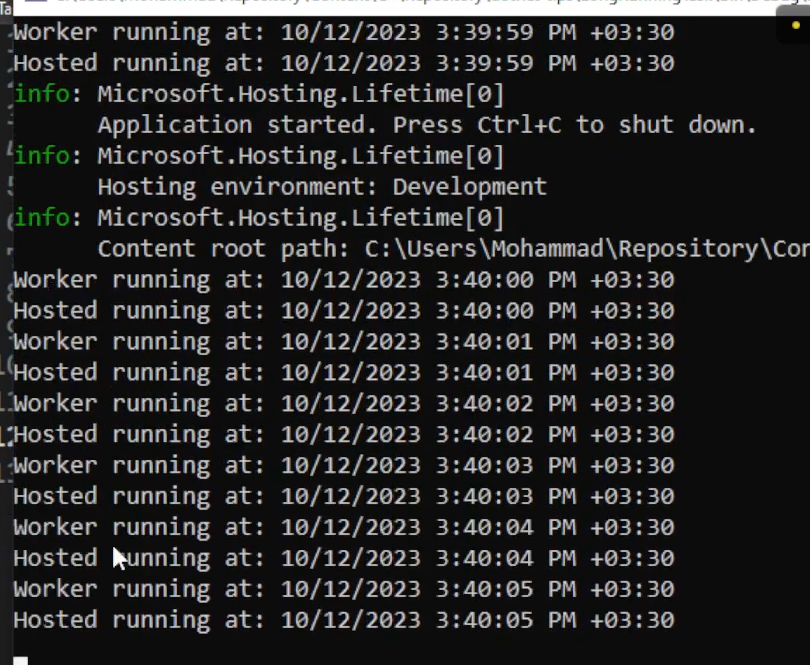 Worker running at: 10/12/2023 3:39:59 PM +03:30
Hosted running at: 10/12/2023 3:39:59 PM +03:30
info: Microsoft.Hosting.Lifetime[0]
Application started. Press Ctrl+C to shut down.
info: Microsoft.Hosting.Lifetime[0]
Hosting environment: Development
info: Microsoft.Hosting.Lifetime[0]
Content root path: C:\Users\Mohammad\Repository\Con
Worker running at: 10/12/2023 3:40:00 PM +03:30
Hosted running at: 10/12/2023 3:40:00 PM +03:30
Worker running at: 10/12/2023 3:40:01 PM +03:30
Hosted running at: 10/12/2023 3:40:01 PM +03:30
Worker running at: 10/12/2023 3:40:02 PM +03:30
Hosted running at: 10/12/2023 3:40:02 PM +03:30
Worker running at: 10/12/2023 3:40:03 PM +03:30
Hosted running at: 10/12/2023 3:40:03 PM +03:30
Worker running at: 10/12/2023 3:40:04 PM +03:30
Hosted running at: 10/12/2023 3:40:04 PM +03:30
Worker running at: 10/12/2023 3:40:05 PM +03:30
Hosted running at: 10/12/2023 3:40:05 PM +03:30